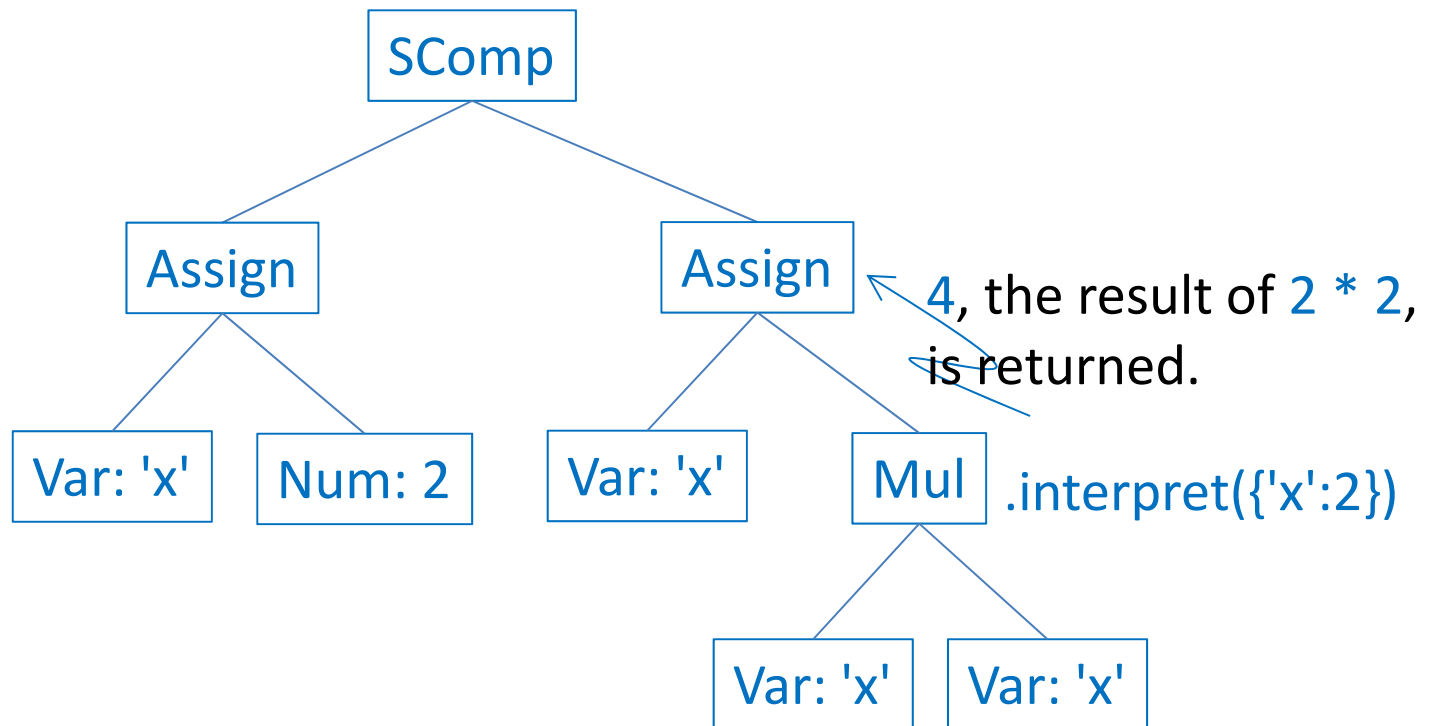 SComp
Assign
Assign
4, the result of 2 * 2,
is returned.
Var: 'x'
Num: 2
Var: 'x'
Mul
.interpret({'x':2})
Var: 'x'
Var: 'x'